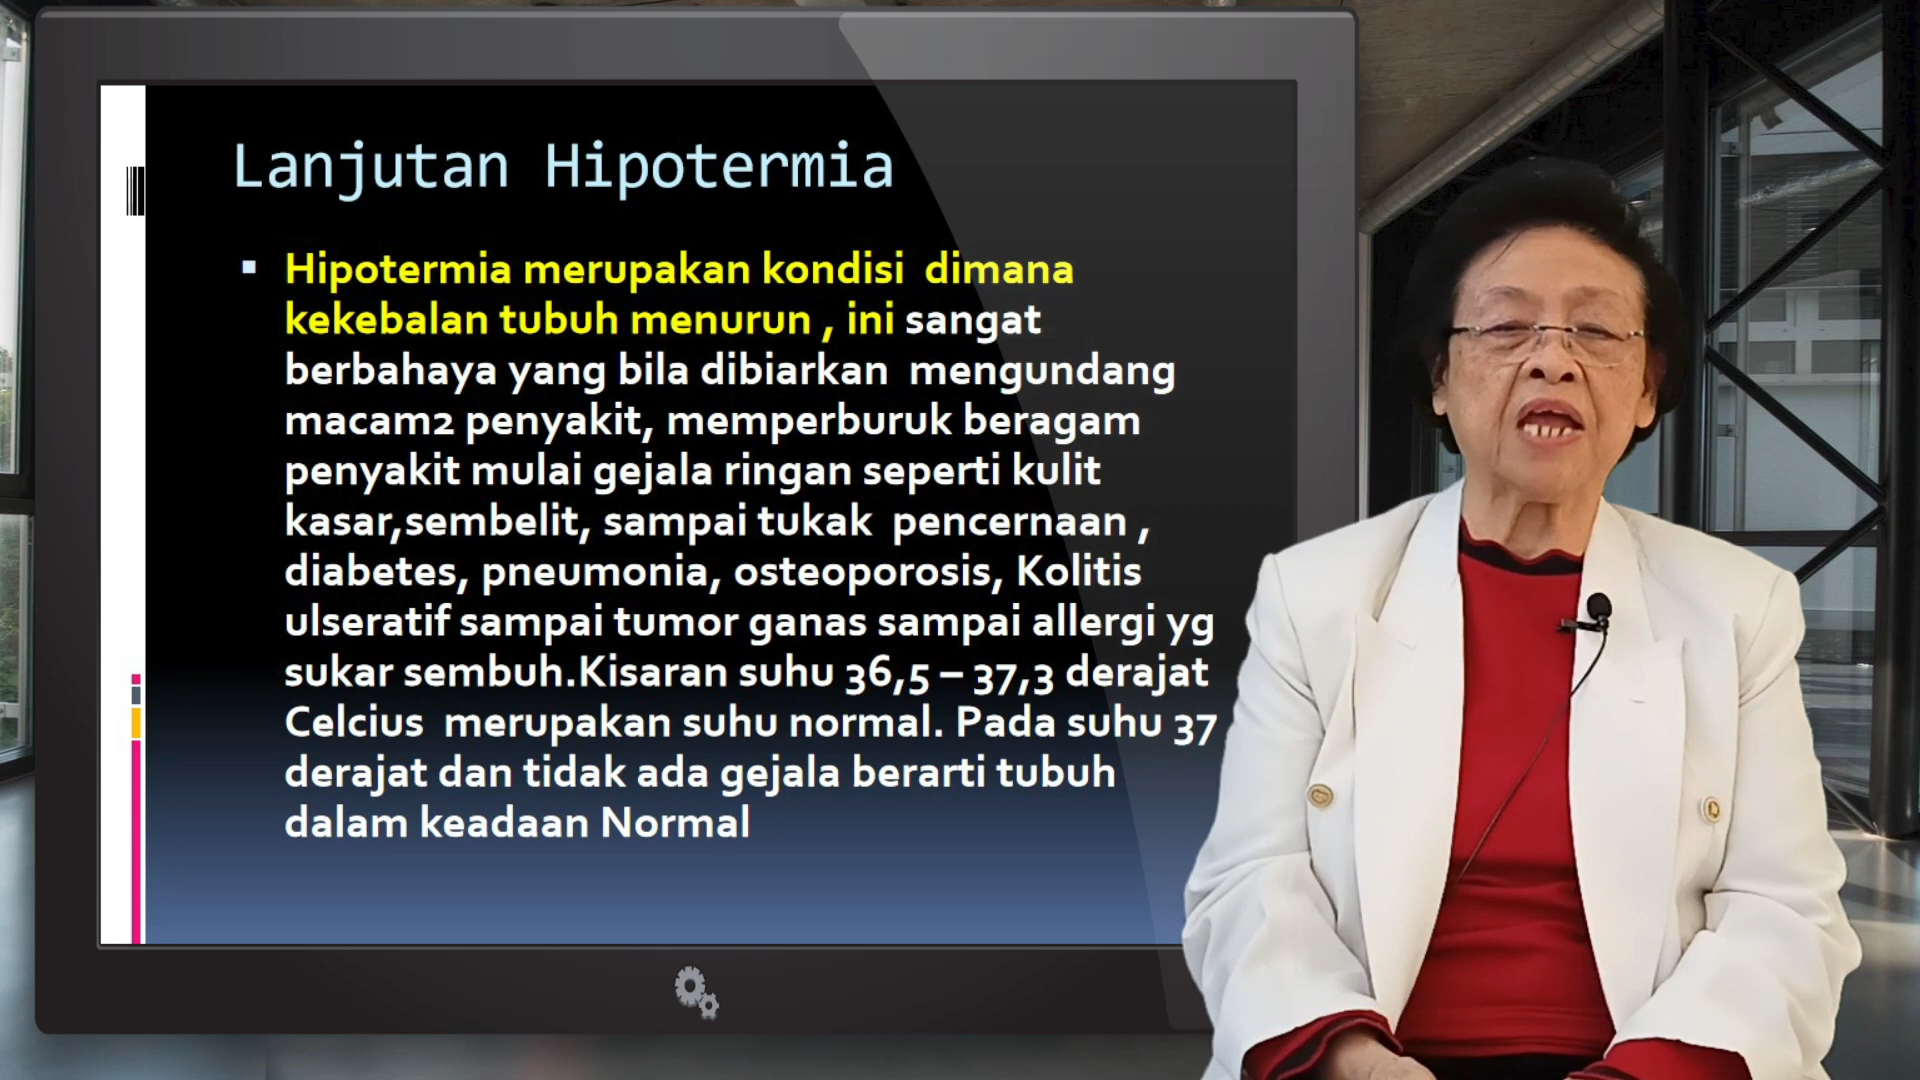 Lanjutan Hipotermia
Hipotermia merupakan kondisi dimana
kekebalan tubuh menurun , ini sangat
berbahaya yang bila dibiarkan mengundang
macam2 penyakit, memperburuk beragam
penyakit mulai gejala ringan seperti kulit
kasar,sembelit, sampai tukak pencernaan ,
diabetes, pneumonia, osteoporosis, Kolitis
ulseratif sampai tumor ganas sampai allergi yg
sukar sembuh.Kisaran suhu 36,5 – 37,3 derajat
Celcius merupakan suhu normal. Pada suhu 37
derajat dan tidak ada gejala berarti tubuh
dalam keadaan Normal